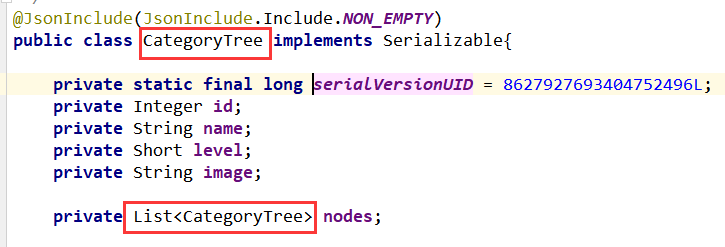 @JsonInclude(JsonInclude.Include.NON_EMPTY)
public class CategoryTree implements Serializable{
private static final long serialVersionUID = 8627927693404752496L;
private Integer id;
private String name;
private Short level;
private String image;
private List<CategoryTree> nodes;